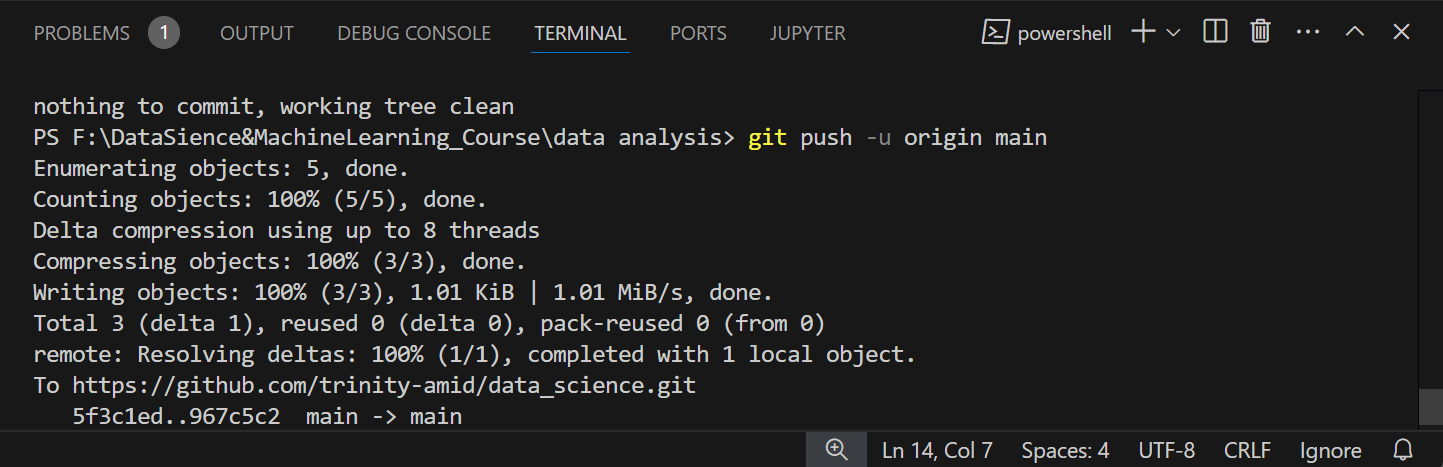 PROBLEMS 1 OUTPUT DEBUG CONSOLE TERMINAL PORTS JUPYTER powershell
nothing to commit, working tree clean
PS F:\DataSience&MachineLearning_Course\data analysis> git push -u origin main
Enumerating objects: 5, done.
Counting objects: 100% (5/5), done.
Delta compression using up to 8 threads
Compressing objects: 100% (3/3), done.
Writing objects: 100% (3/3), 1.01 KiB | 1.01 MiB/s, done.
Total 3 (delta 1), reused 0 (delta 0), pack-reused 0 (from 0)
remote: Resolving deltas: 100% (1/1), completed with 1 local object.
To https://github.com/trinity-amid/data_science.git
   5f3c1ed..967c5c2  main -> main
Ln 14, Col 7 Spaces: 4 UTF-8 CRLF Ignore